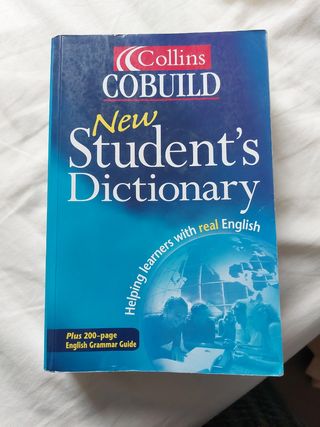 Collins
COBUILD
New
Student's
Dictionary
Helping learners with real English
Plus 200-page
English Grammar Guide